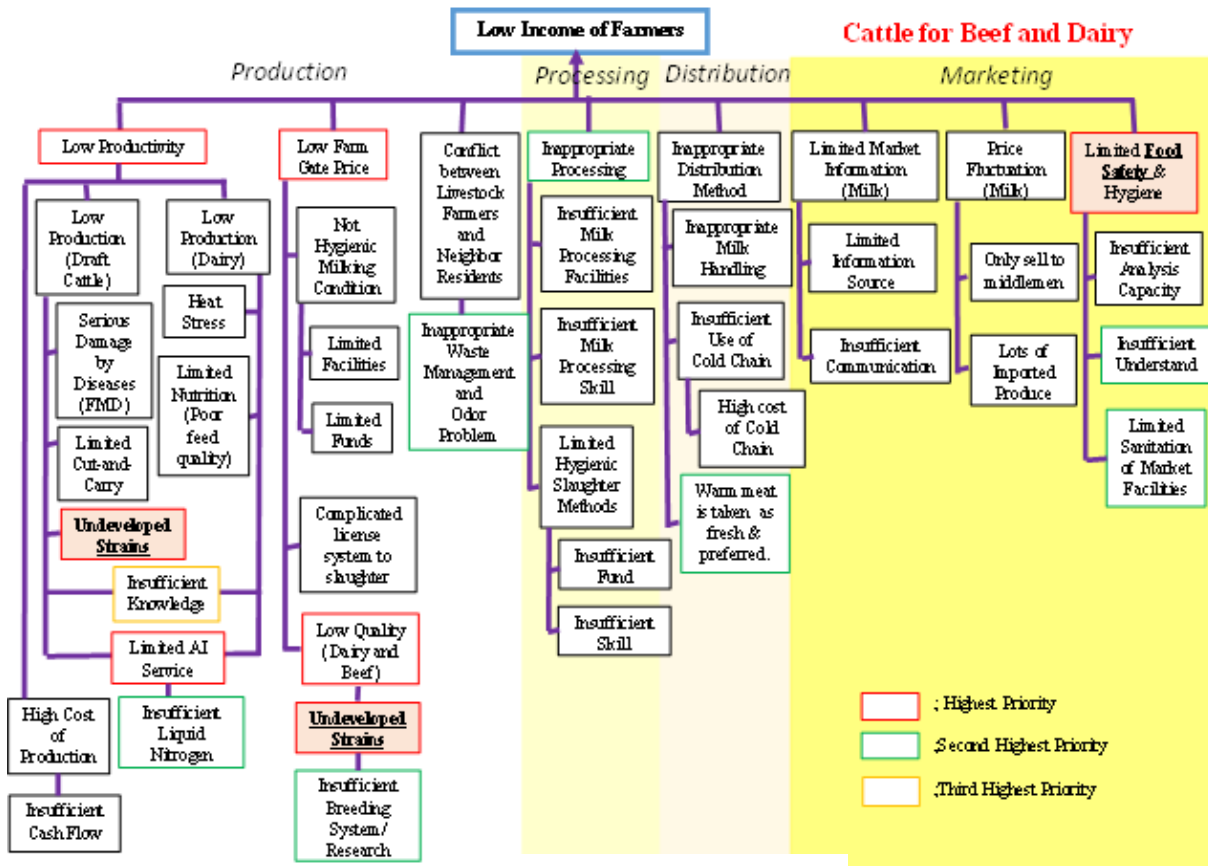 Low Income of Farmers
Cattle for Beef and Dairy
Production
Processing
Distribution
Marketing
Low Productivity
Low Farm
Gate Price
Conflict
between
Livestock
Farmers
and
Neighbor
Residents
Inappropriate
Processing
Inappropriate
Distribution
Method
Limited Market
Information
(Milk)
Price
Fluctuation
(Milk)
Limited Food
Safety &
Hygiene
Low
Production
(Draft
Cattle)
Low
Production
(Dairy)
Not
Hygienic
Milking
Condition
Insufficient
Milk
Processing
Facilities
Inappropriate
Milk
Handling
Limited
Information
Source
Only sell to
middlemen
Insufficient
Analysis
Capacity
Heat
Stress
Serious
Damage
by
Diseases
(FMD)
Limited
Facilities
Inappropriate
Waste
Management
and
Odor
Problem
Insufficient
Milk
Processing
Skill
Insufficient
Use of
Cold Chain
Insufficient
Communication
Lots of
Imported
Produce
Insufficient
Understand
Limited
Nutrition
(Poor
feed
quality)
Limited
Funds
High cost
of Cold
Chain
Limited
Sanitation
of Market
Facilities
Limited
Cut-and-
Carry
Limited
Hygienic
Slaughter
Methods
Warm meat
is taken as
fresh &
preferred.
Undeveloped
Strains
Complicated
license
system to
slaughter
Insufficient
Knowledge
Insufficient
Fund
Limited AI
Service
Low Quality
(Dairy and
Beef)
Insufficient
Skill
High Cost
of
Production
Insufficient
Liquid
Nitrogen
Undeveloped
Strains
Insufficient
Cash Flow
Insufficient
Breeding
System/
Research
; Highest Priority
;Second Highest Priority
;Third Highest Priority